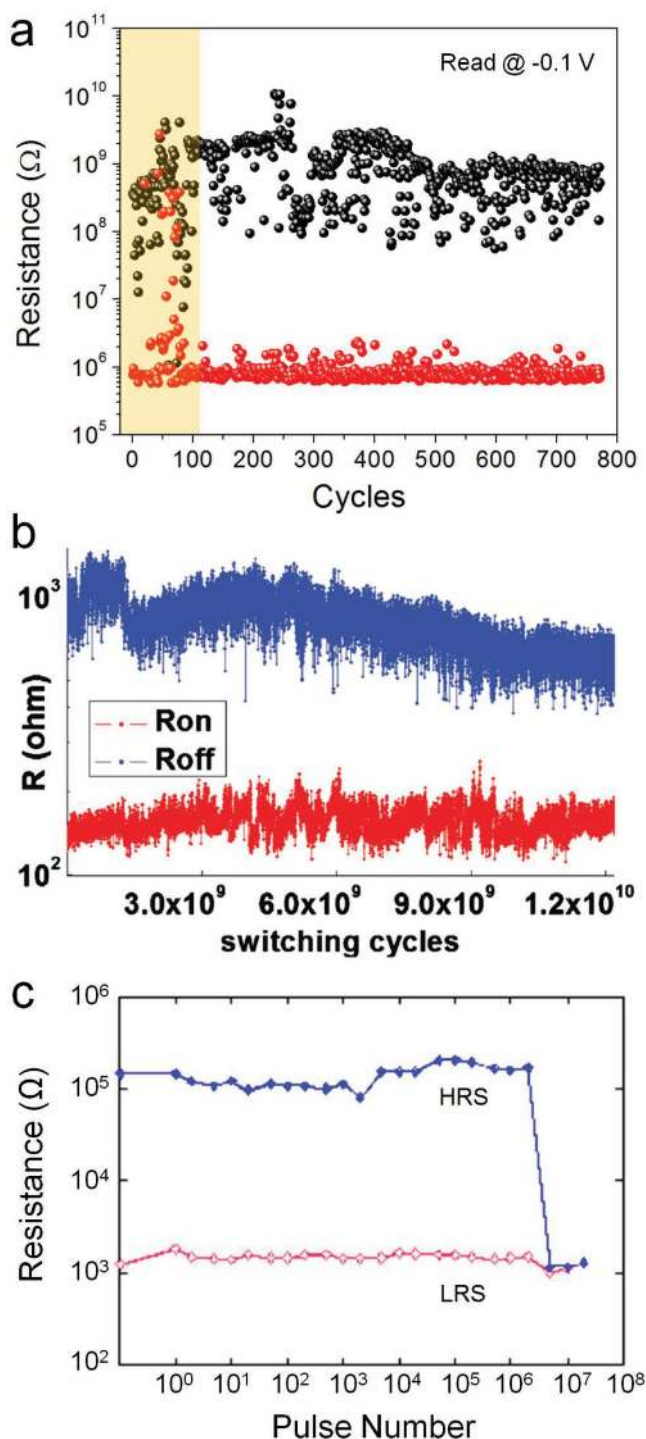 a
Read @ -0.1 V
Resistance (Ω)
10¹¹
10¹⁰
10⁹
10⁸
10⁷
10⁶
10⁵
0 100 200 300 400 500 600 700 800
Cycles
b
R (ohm)
10³
10²
Ron
Roff
3.0x10⁹ 6.0x10⁹ 9.0x10⁹ 1.2x10¹⁰
switching cycles
c
Resistance (Ω)
10⁶
10⁵
10⁴
10³
10²
HRS
LRS
10⁰ 10¹ 10² 10³ 10⁴ 10⁵ 10⁶ 10⁷ 10⁸
Pulse Number